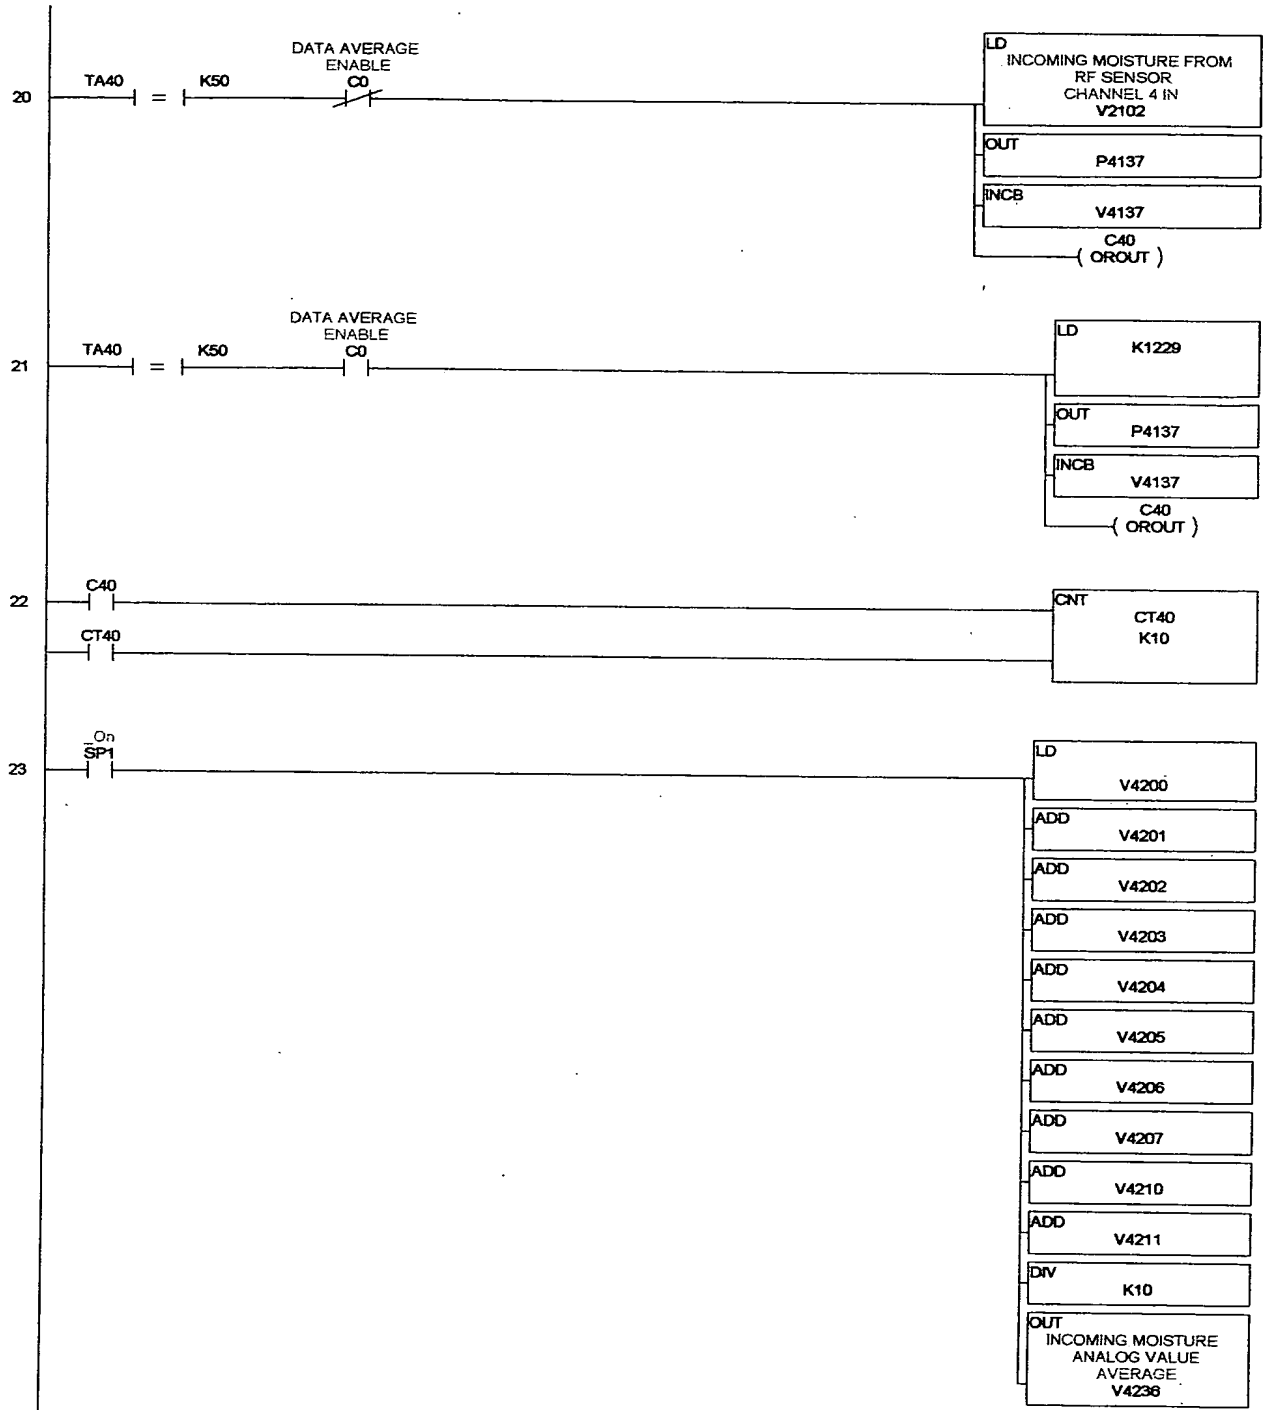 DATA AVERAGE
ENABLE
20 TA40 = K50 C0
LD
INCOMING MOISTURE FROM
RF SENSOR
CHANNEL 4 IN
V2102
OUT
P4137
INCB
V4137
C40
( OROUT )
DATA AVERAGE
ENABLE
21 TA40 = K50 C0
LD
K1229
OUT
P4137
INCB
V4137
C40
( OROUT )
22 C40
CT40
CNT
CT40
K10
_On
23 SP1
LD
V4200
ADD
V4201
ADD
V4202
ADD
V4203
ADD
V4204
ADD
V4205
ADD
V4206
ADD
V4207
ADD
V4210
ADD
V4211
DIV
K10
OUT
INCOMING MOISTURE
ANALOG VALUE
AVERAGE
V4236